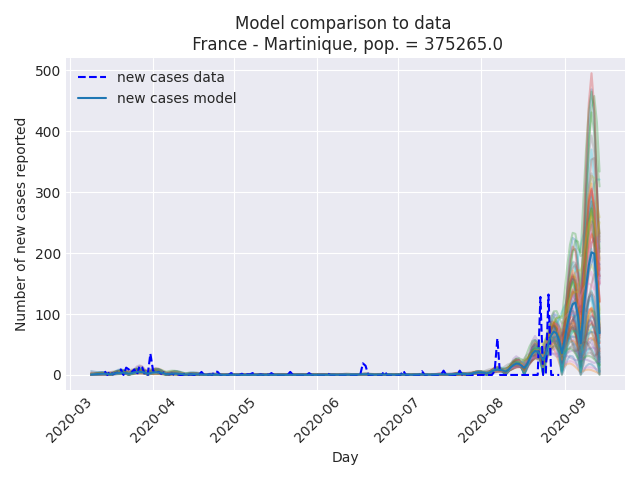 Model comparison to data
France - Martinique, pop. = 375265.0
new cases data
new cases model
Number of new cases reported
500
400
300
200
100
0
2020-03
2020-04
2020-05
2020-06
2020-07
2020-08
2020-09
Day